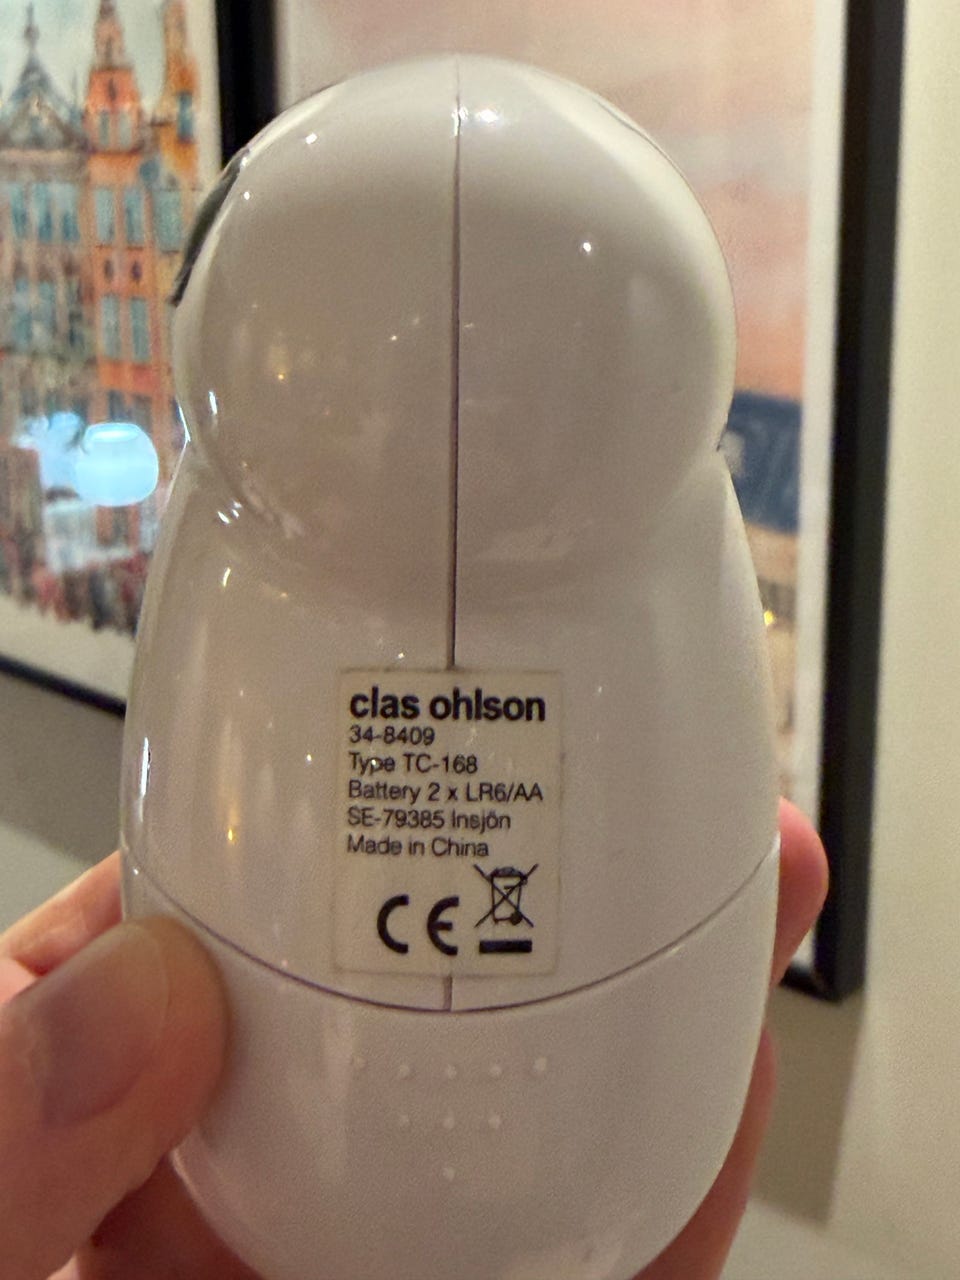 clas ohlson
34-8409
Type TC-168
Battery 2 x LR6/AA
SE-79385 Insjön
Made in China
CE